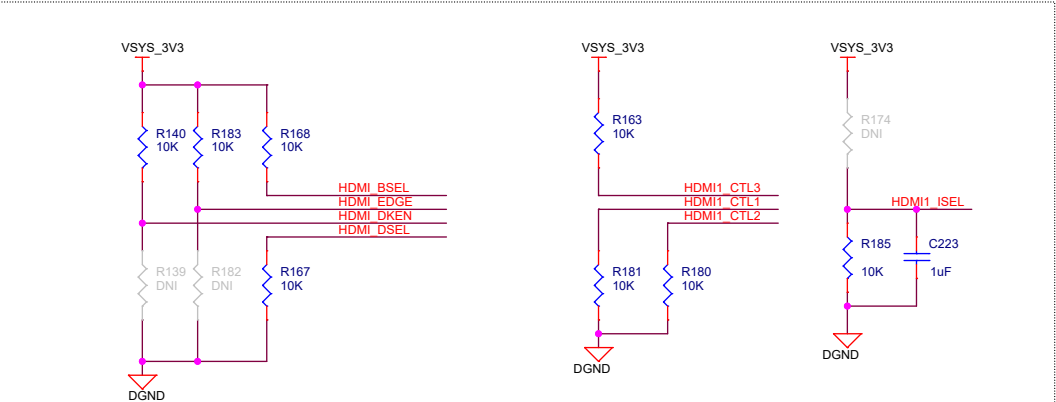 VSYS_3V3
VSYS_3V3
VSYS_3V3
R140
10K
R183
10K
R168
10K
R163
10K
R174
DNI
HDMI_BSEL
HDMI_EDGE
HDMI_DKEN
HDMI_DSEL
HDMI1_CTL3
HDMI1_CTL1
HDMI1_CTL2
HDMI1_ISEL
R139
DNI
R182
DNI
R167
10K
R181
10K
R180
10K
R185
10K
C223
1uF
DGND
DGND
DGND